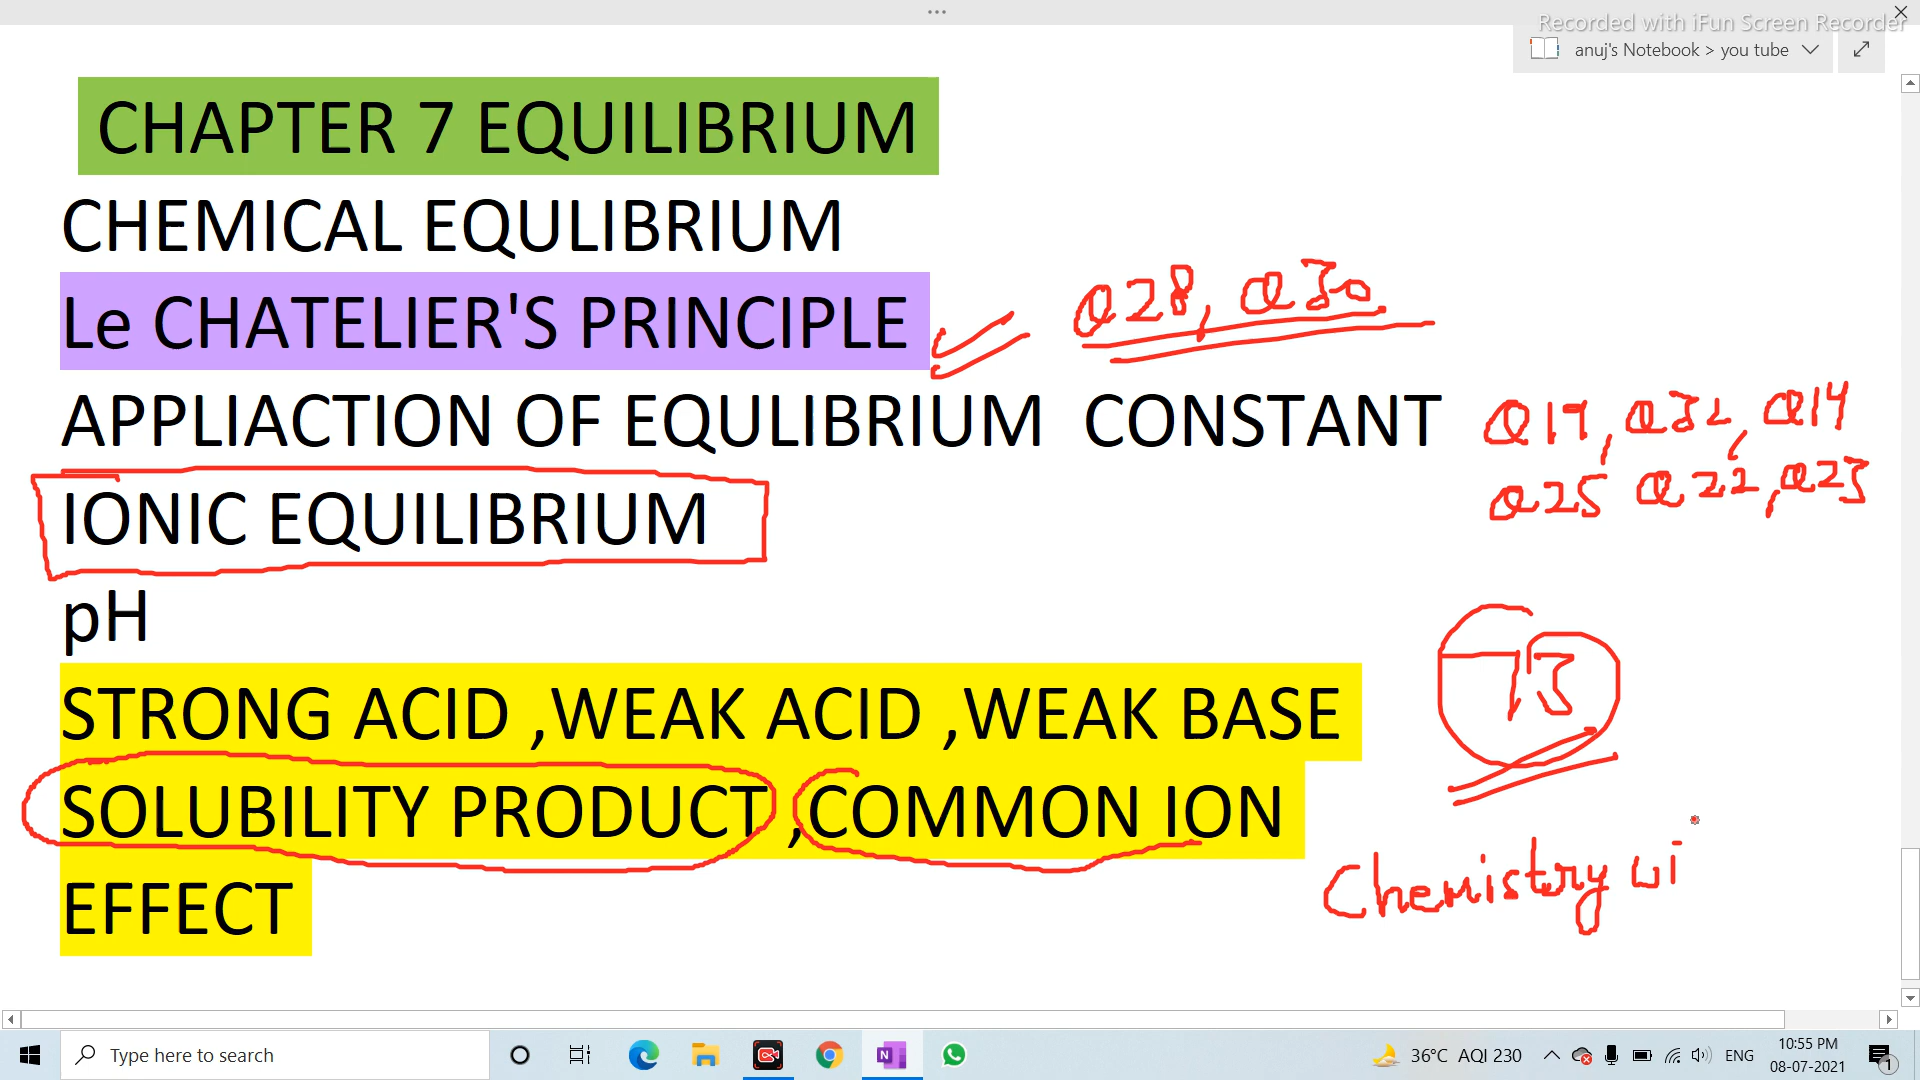 Recorded with iFun Screen Recorder
anuj's Notebook > you tube
CHAPTER 7 EQUILIBRIUM
CHEMICAL EQULIBRIUM
Le CHATELIER'S PRINCIPLE
Q28, Q30
APPLIACTION OF EQULIBRIUM CONSTANT
Q19, Q32, Q14
Q25 Q22, Q23
IONIC EQUILIBRIUM
pH
13
STRONG ACID ,WEAK ACID ,WEAK BASE
SOLUBILITY PRODUCT ,COMMON ION
EFFECT
Chemistry wi
Type here to search
36°C AQI 230
ENG
10:55 PM
08-07-2021
1